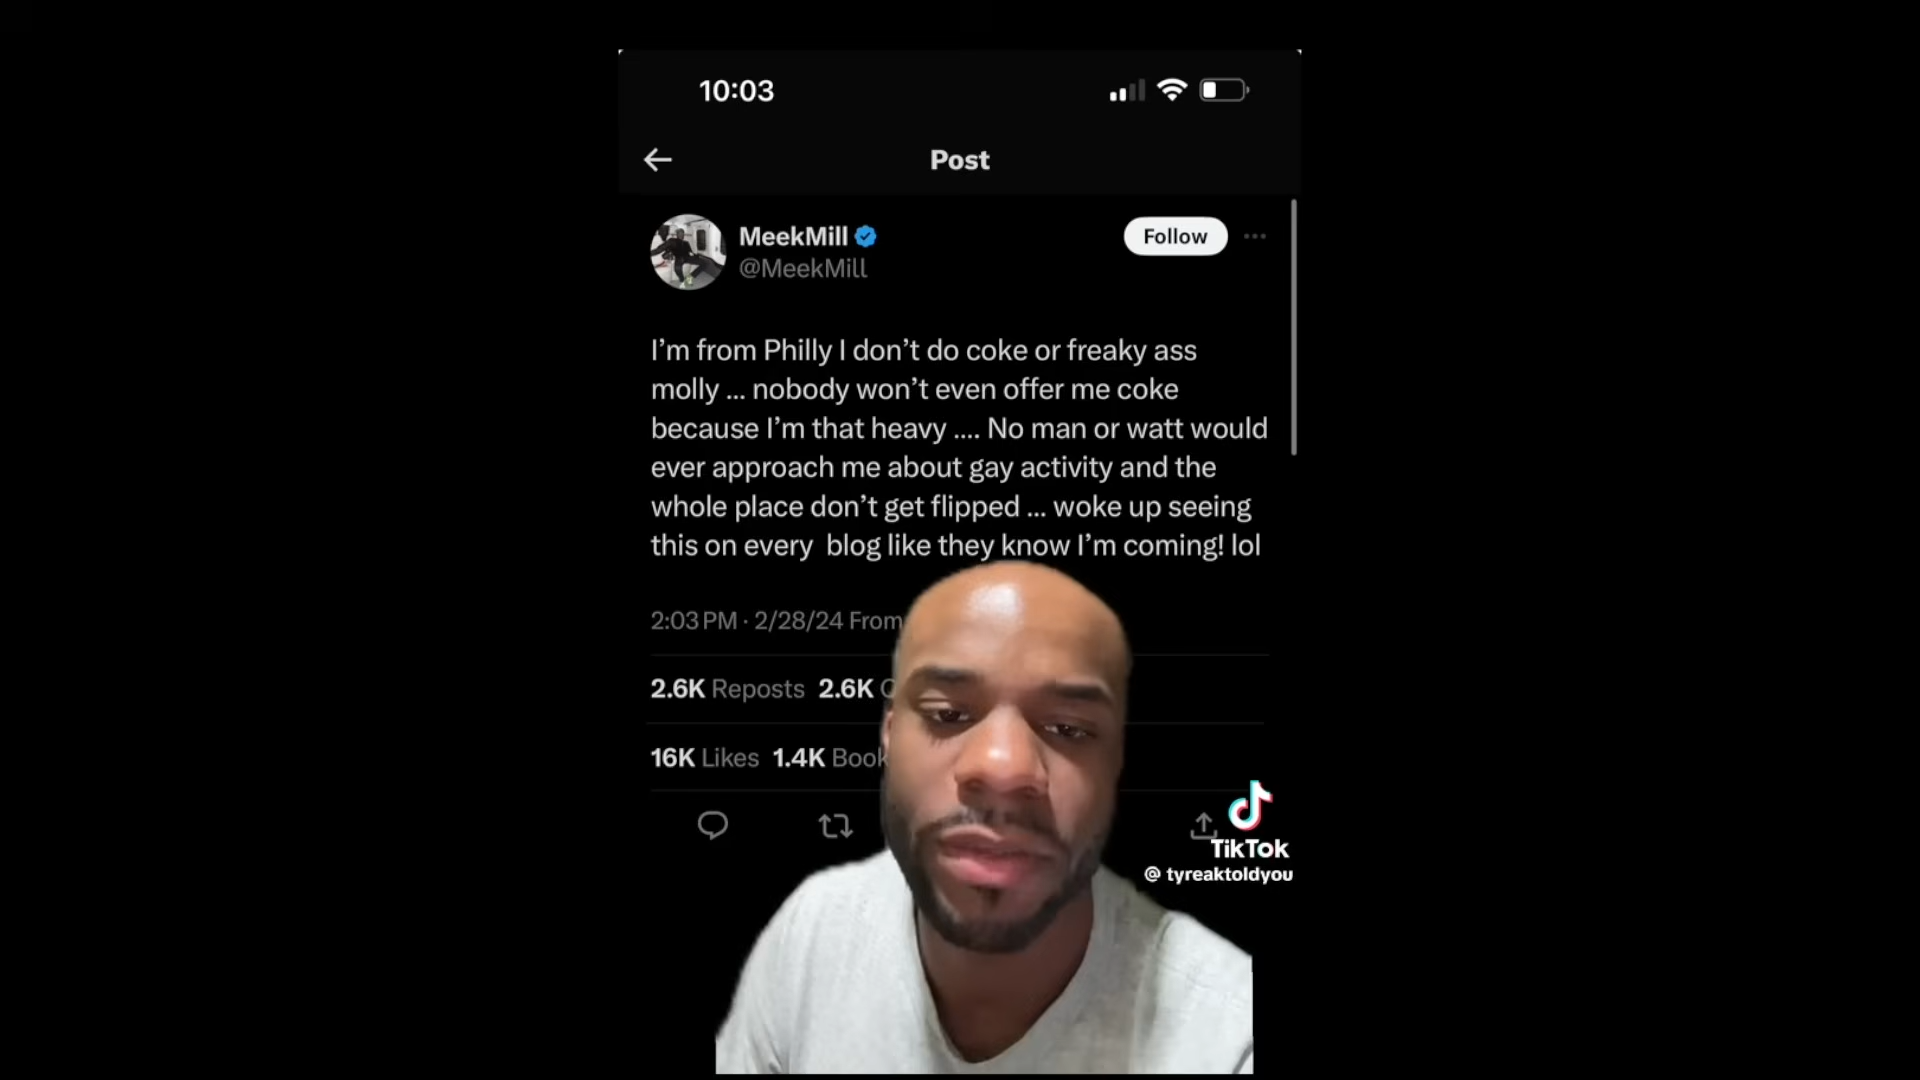 10:03
Post
MeekMill
@MeekMill
Follow
I'm from Philly I don't do coke or freaky ass
molly ... nobody won't even offer me coke
because I'm that heavy .... No man or watt would
ever approach me about gay activity and the
whole place don't get flipped ... woke up seeing
this on every  blog like they know I'm coming! lol
2:03 PM · 2/28/24 From
2.6K Reposts 2.6K
16K Likes 1.4K Book
TikTok
@ tyreaktoldyou